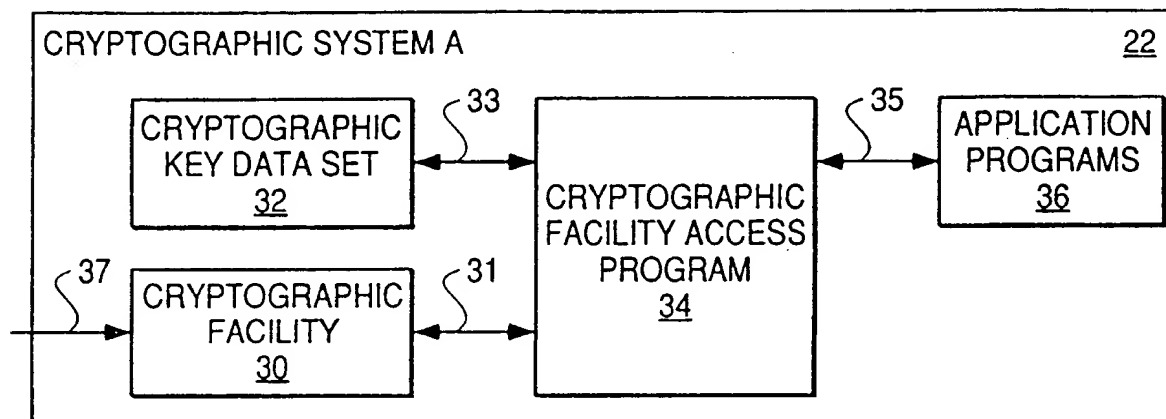 CRYPTOGRAPHIC SYSTEM A
22
CRYPTOGRAPHIC
KEY DATA SET
32
33
CRYPTOGRAPHIC
FACILITY ACCESS
PROGRAM
34
35
APPLICATION
PROGRAMS
36
37
CRYPTOGRAPHIC
FACILITY
30
31